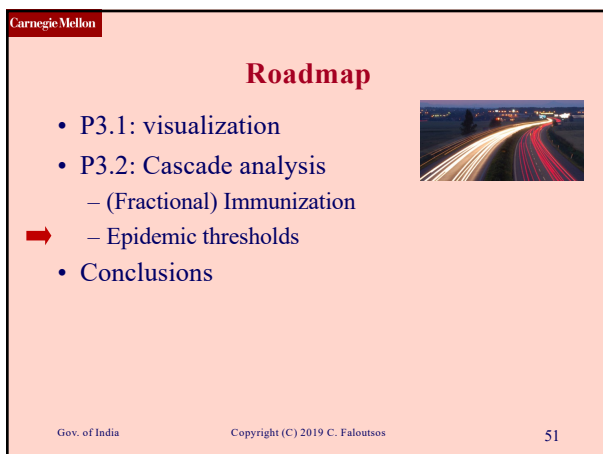 Carnegie Mellon
Roadmap
• P3.1: visualization
• P3.2: Cascade analysis
– (Fractional) Immunization
– Epidemic thresholds
• Conclusions
Gov. of India Copyright (C) 2019 C. Faloutsos 51